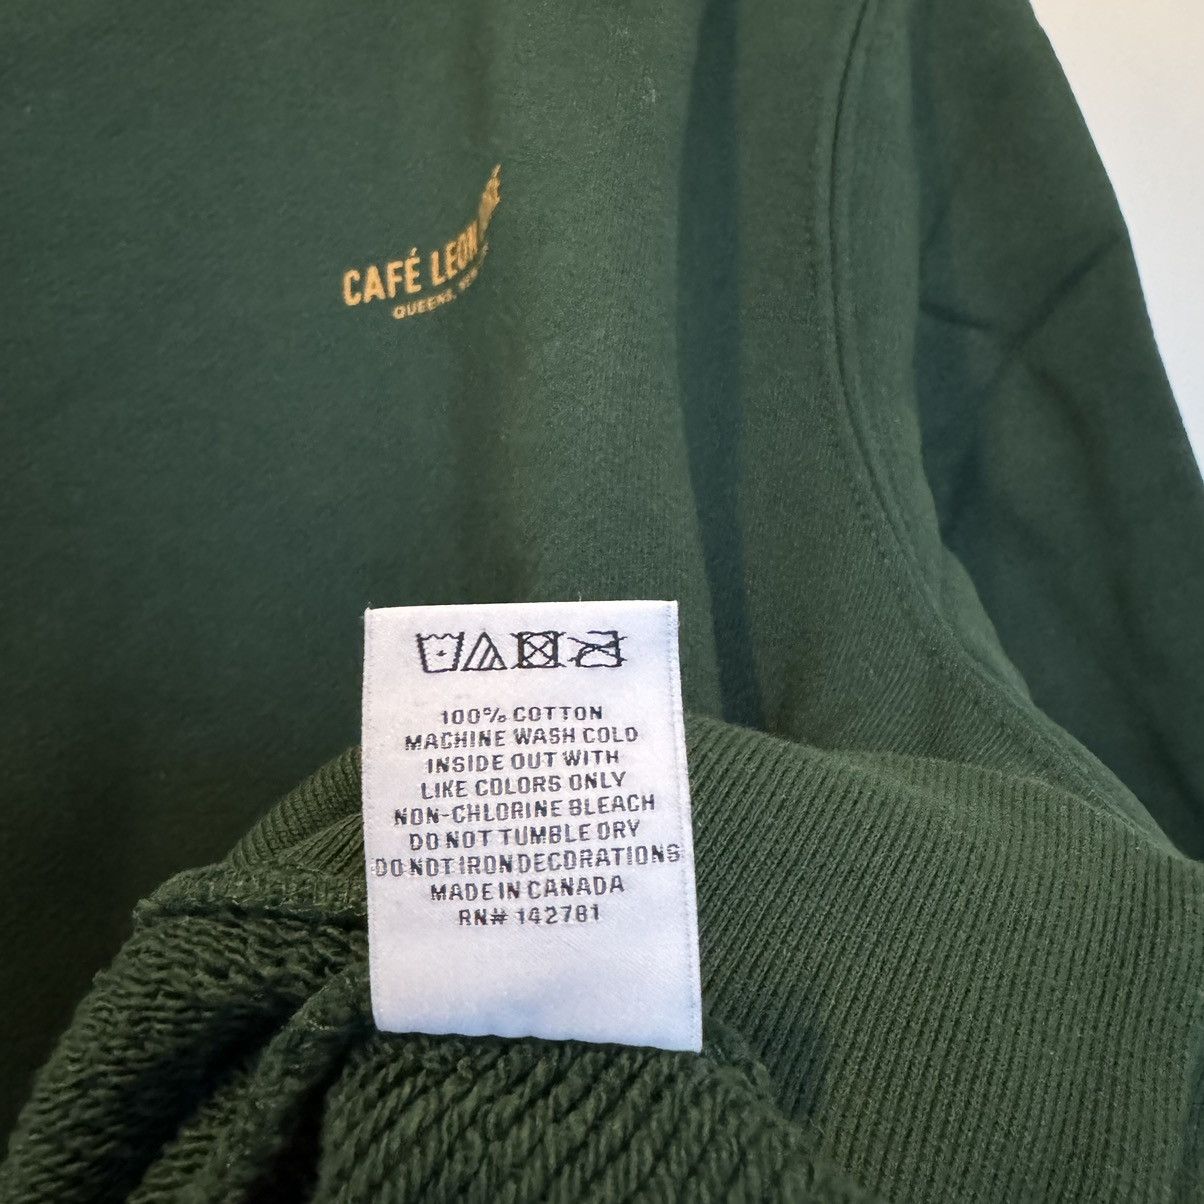 CAFÉ LEON
QUEENS,
100% COTTON
MACHINE WASH COLD
INSIDE OUT WITH
LIKE COLORS ONLY
NON-CHLORINE BLEACH
DO NOT TUMBLE DRY
DO NOT IRON DECORATIONS
MADE IN CANADA
RN# 142781